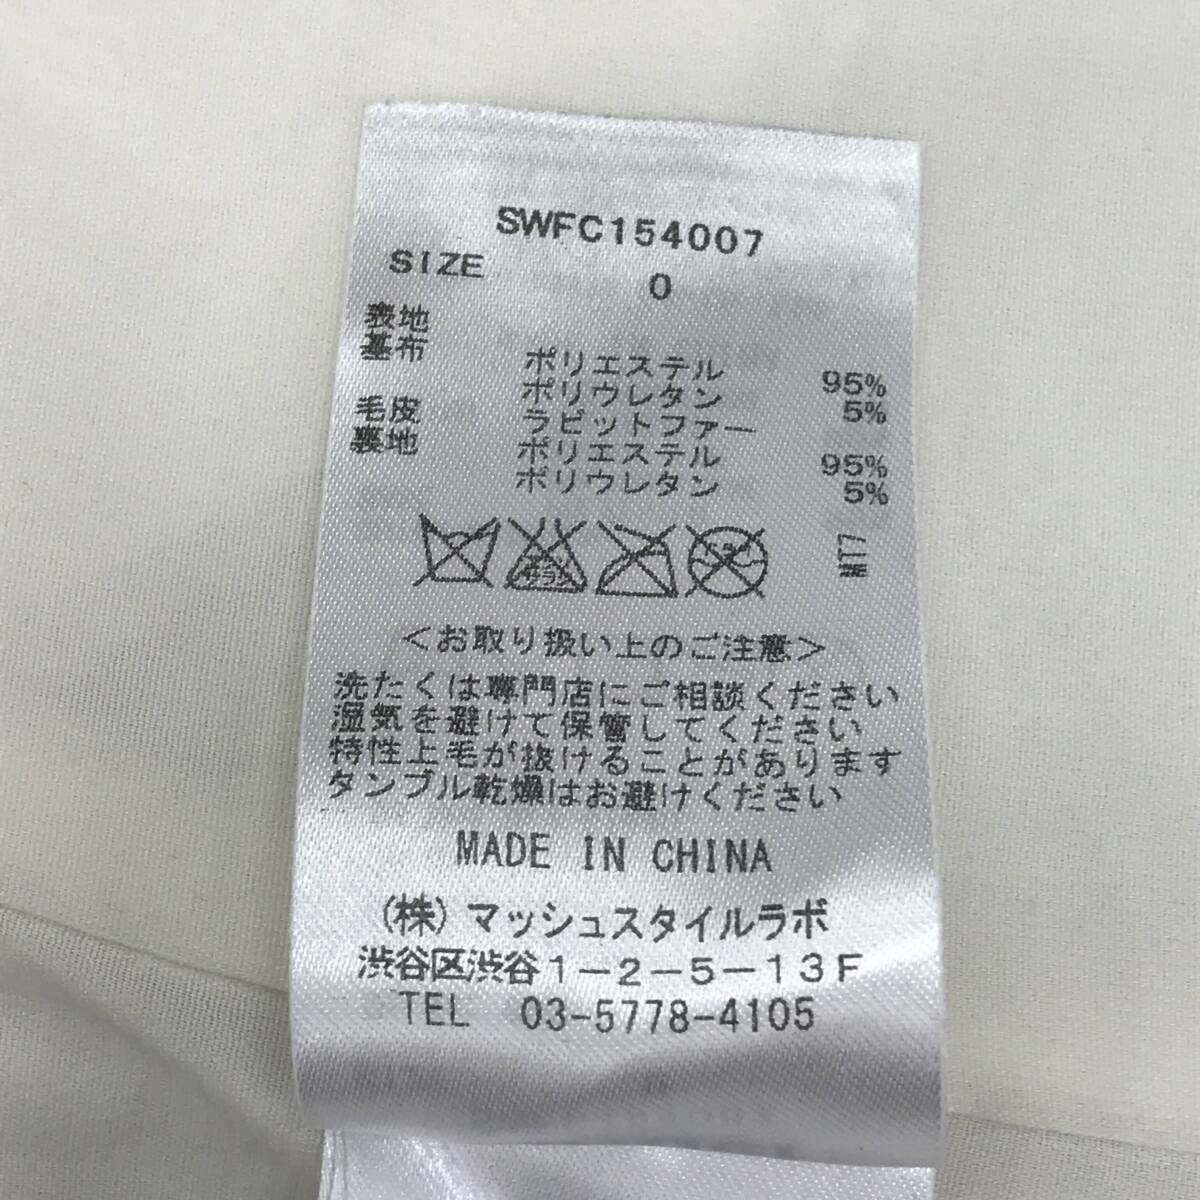 SWFC154007
SIZE 0
表地
基布 ポリエステル 95%
ポリウレタン 5%
毛皮 ラビットファー
裏地 ポリエステル 95%
ポリウレタン 5%
サラシ
MT7
<お取り扱い上のご注意>
洗たくは専門店にご相談ください
湿気を避けて保管してください
特性上毛が抜けることがあります
タンブル乾燥はお避けください
MADE IN CHINA
(株)マッシュスタイルラボ
渋谷区渋谷1-2-5-13F
TEL 03-5778-4105